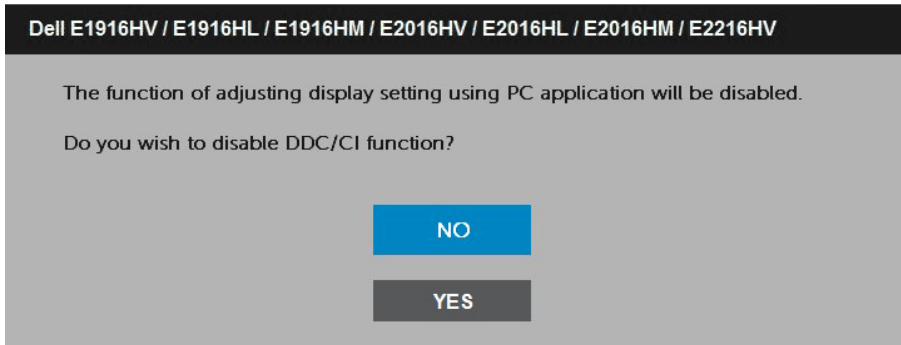 Dell E1916HV / E1916HL / E1916HM / E2016HV / E2016HL / E2016HM / E2216HV
The function of adjusting display setting using PC application will be disabled.
Do you wish to disable DDC/CI function?
NO
YES